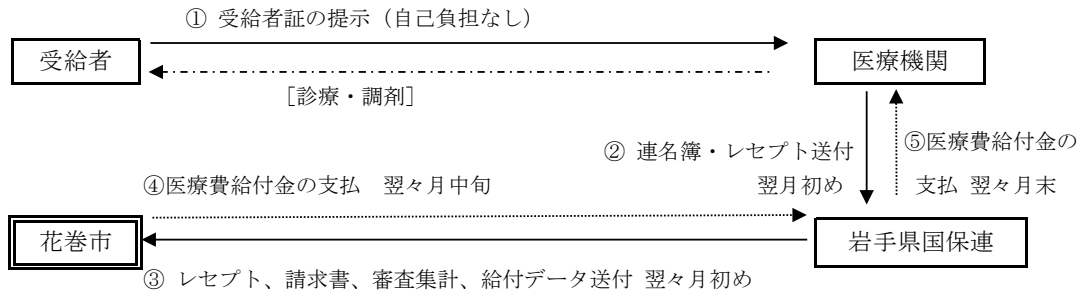 ① 受給者証の提示（自己負担なし）
受給者
医療機関
［診療・調剤］
② 連名簿・レセプト送付
翌月初め
⑤医療費給付金の
支払 翌々月末
④医療費給付金の支払　翌々月中旬
花巻市
岩手県国保連
③ レセプト、請求書、審査集計、給付データ送付 翌々月初め